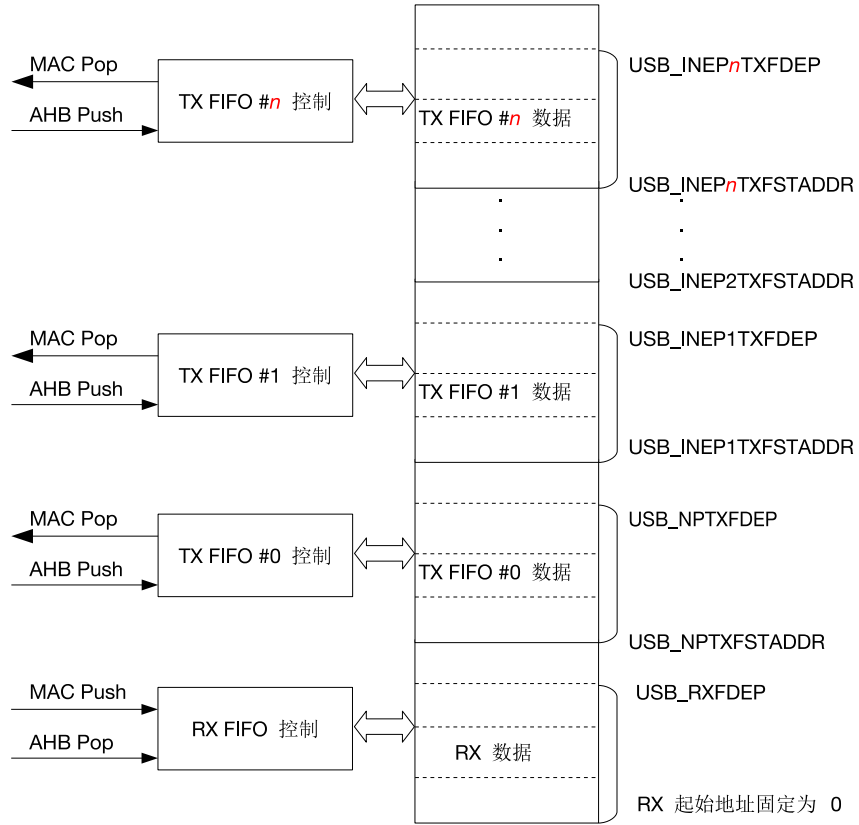 MAC Pop
AHB Push
TX FIFO #n 控制
TX FIFO #n 数据
USB_INEPnTXFDEP
USB_INEPnTXFSTADDR
. .
. .
. .
USB_INEP2TXFSTADDR
MAC Pop
AHB Push
TX FIFO #1 控制
TX FIFO #1 数据
USB_INEP1TXFDEP
USB_INEP1TXFSTADDR
MAC Pop
AHB Push
TX FIFO #0 控制
TX FIFO #0 数据
USB_NPTXFDEP
USB_NPTXFSTADDR
MAC Push
AHB Pop
RX FIFO 控制
RX 数据
USB_RXFDEP
RX 起始地址固定为 0